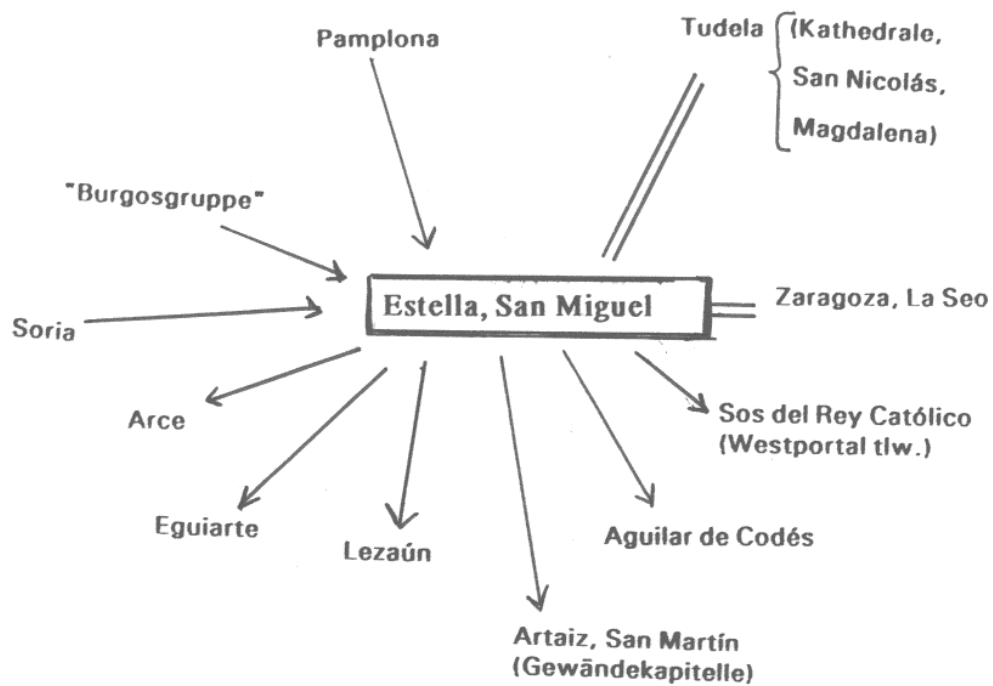 Pamplona
Tudela (Kathedrale,
San Nicolás,
Magdalena)
"Burgosgruppe"
Estella, San Miguel
Zaragoza, La Seo
Soria
Arce
Sos del Rey Católico
(Westportal tlw.)
Eguiarte
Lezaún
Aguilar de Codés
Artaiz, San Martín
(Gewändekapitelle)